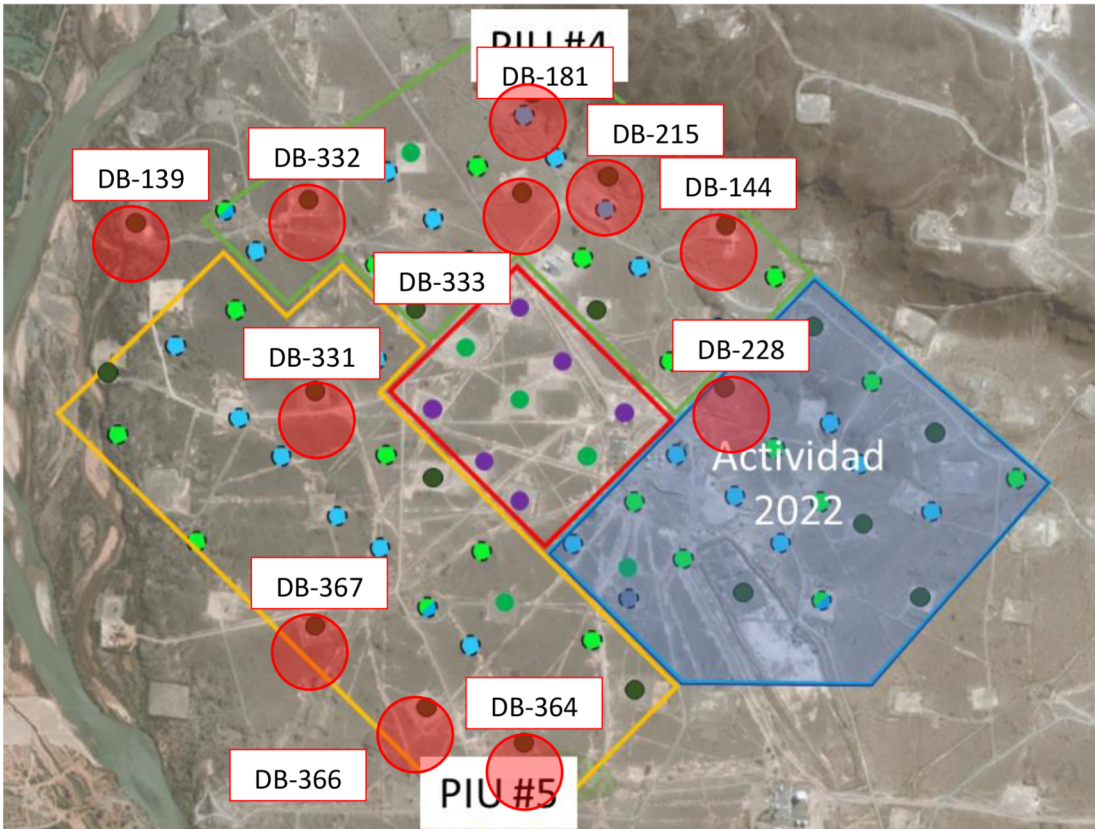 PIU #4
DB-181
DB-215
DB-332
DB-139
DB-144
DB-333
DB-331
DB-228
Actividad
2022
DB-367
DB-364
DB-366
PIU #5